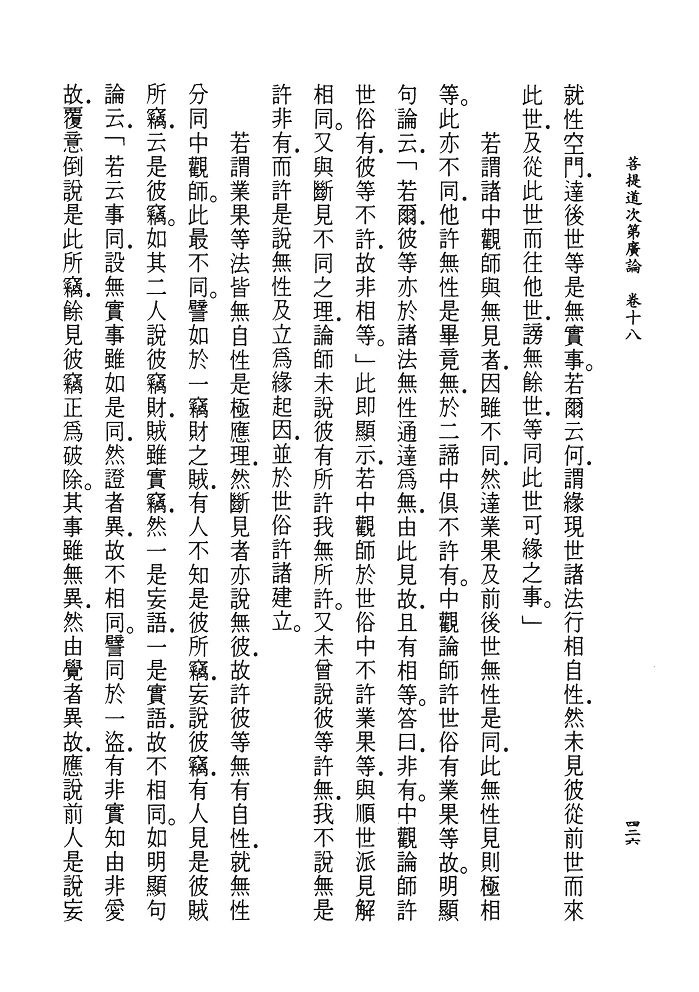 菩提道次第廣論　卷十八
四三六
就性空門．達後世等是無實事。若爾云何．謂緣現世諸法行相自性．然未見彼從前世而來
此世．及從此世而往他世．謗無餘世．等同此世可緣之事。」
若謂諸中觀師與無見者．因雖不同．然達業果及前後世無性是同．此無性見則極相
等。此亦不同．他許無性是畢竟無．於二諦中俱不許有。中觀論師許世俗有業果等故。明顯
句論云．「若爾．彼等亦於諸法無性通達為無．由此見故．且有相等。答曰．非有。中觀論師許
世俗有．彼等不許．故非相等。」此即顯示．若中觀師於世俗中不許業果等．與順世派見解
相同。又與斷見不同之理．論師未說彼有所許我無所許。又未曾說彼等許無．我不說無是
許非有．而許是說無性及立為緣起因．並於世俗許諸建立。
若謂業果等法皆無自性是極應理．然斷見者亦說無彼．故許彼等無有自性．就無性
分同中觀師。此最不同。譬如於一竊財之賊．有人不知是彼所竊．妄說彼竊．有人見是彼賊
所竊．云是彼竊。如其二人說彼竊財．賊雖實竊．然一是妄語．一是實語．故不相同。如明顯句
論云．「若云事同．設無實事雖如是同．然證者異．故不相同。譬同於一盜．有非實知由非愛
故．覆意倒說是此所竊．餘見彼竊正為破除。其事雖無異．然由覺者異故．應說前人是說妄